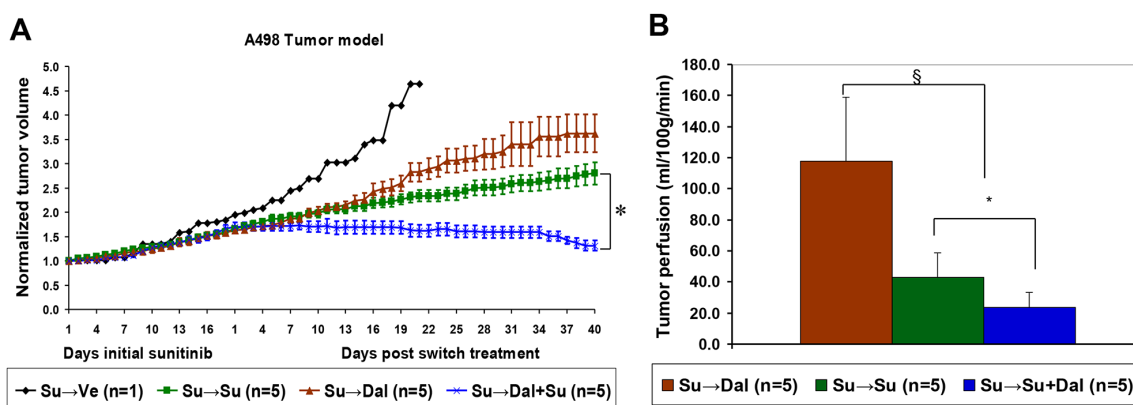 A
A498 Tumor model
Normalized tumor volume
5.0
4.5
4.0
3.5
3.0
2.5
2.0
1.5
1.0
0.5
0.0
*
1 4 7 10 13 16 1 4 7 10 13 16 19 22 25 28 31 34 37 40
Days initial sunitinib Days post switch treatment
Su→Ve (n=1) Su→Su (n=5) Su→Dal (n=5) Su→Dal+Su (n=5)
B
Tumor perfusion (ml/100g/min)
180.0
160.0
140.0
120.0
100.0
80.0
60.0
40.0
20.0
0.0
§
*
Su→Dal (n=5) Su→Su (n=5) Su→Su+Dal (n=5)